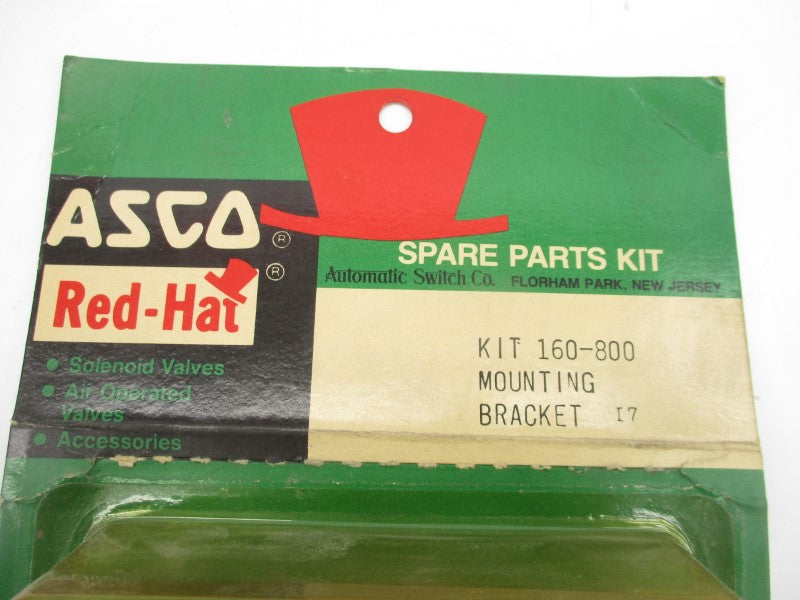 ASCO ®
Red-Hat ®
• Solenoid Valves
• Air Operated
Valves
• Accessories
SPARE PARTS KIT
Automatic Switch Co. FLORHAM PARK, NEW JERSEY
KIT 160-800
MOUNTING
BRACKET I7